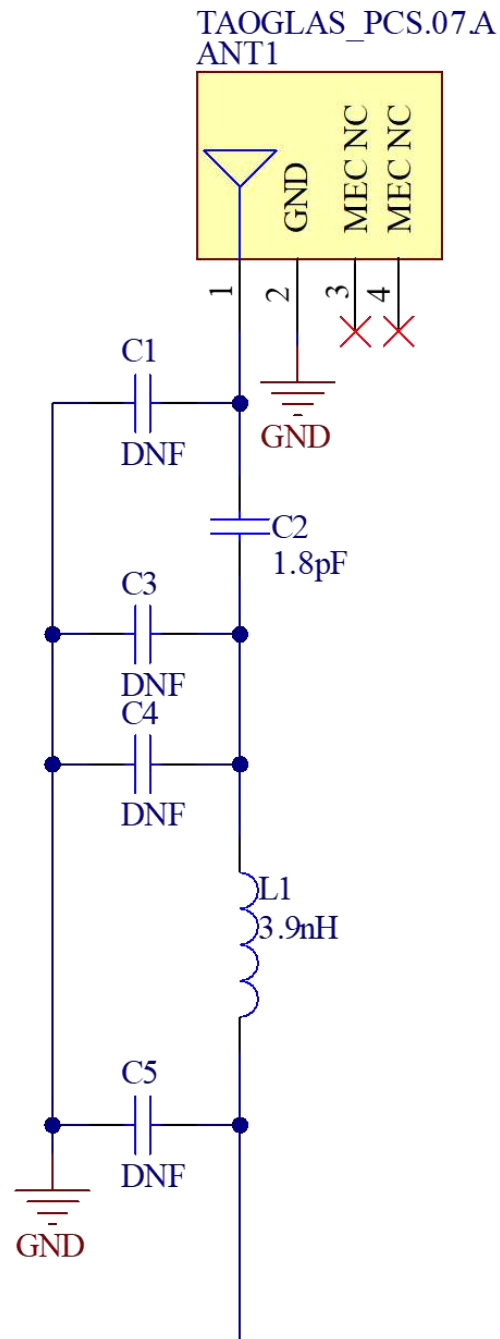 TAOGLAS_PCS.07.A
ANT1
GND
MEC NC
MEC NC
1
2
3
4
C1
DNF
GND
C2
1.8pF
C3
DNF
C4
DNF
L1
3.9nH
C5
DNF
GND